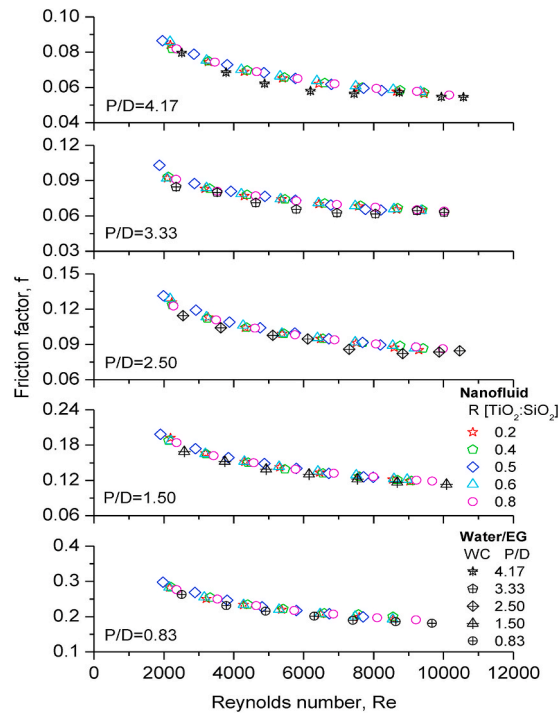 0.10
0.08
0.06
0.04
P/D=4.17
0.12
0.09
0.06
0.03
P/D=3.33
0.15
0.12
0.09
0.06
P/D=2.50
0.24
0.18
0.12
0.06
P/D=1.50
0.4
0.3
0.2
0.1
P/D=0.83
Friction factor, f
Nanofluid
R [TiO2:SiO2]
0.2
0.4
0.5
0.6
0.8
Water/EG
WC P/D
4.17
3.33
2.50
1.50
0.83
0 2000 4000 6000 8000 10000 12000
Reynolds number, Re